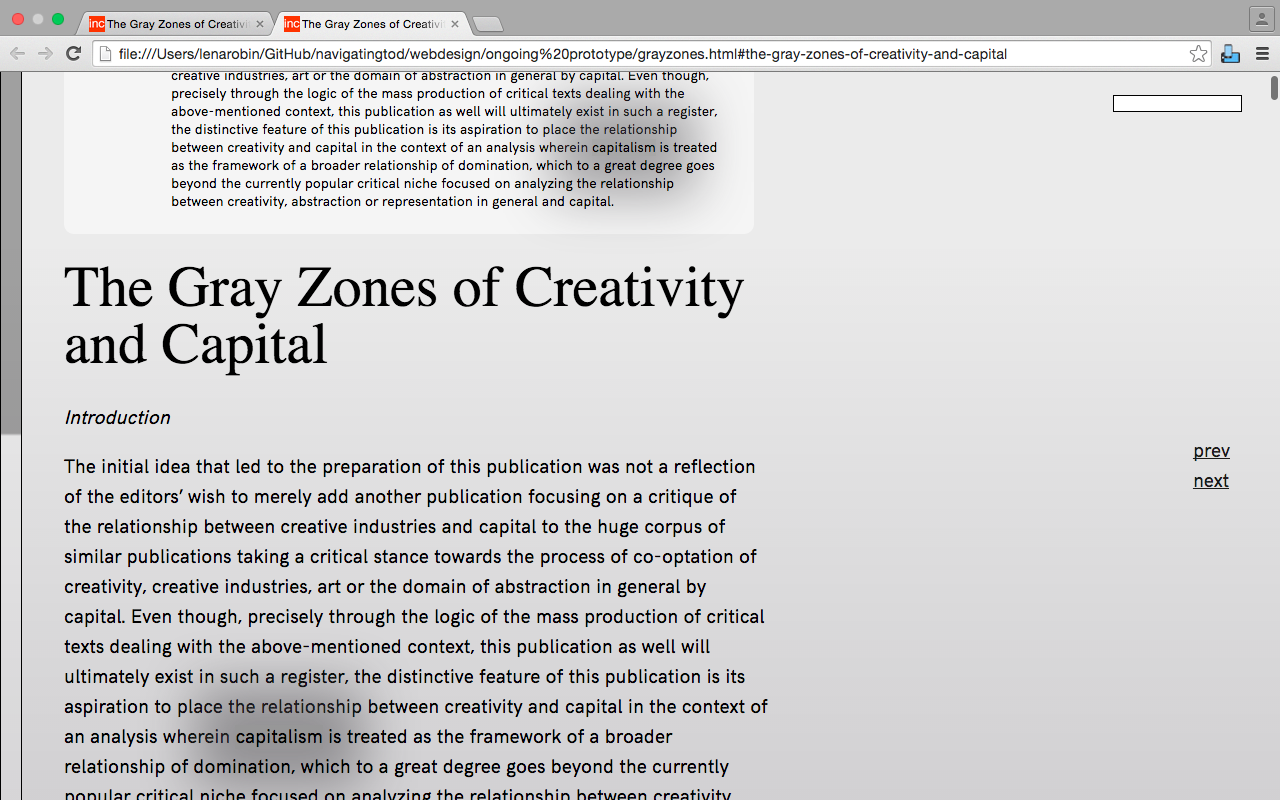 inc The Gray Zones of Creativi
inc The Gray Zones of Creativi
file:///Users/lenarobin/GitHub/navigatingtod/webdesign/ongoing%20prototype/grayzones.html#the-gray-zones-of-creativity-and-capital
creative industries, art or the domain of abstraction in general by capital. Even though,
precisely through the logic of the mass production of critical texts dealing with the
above-mentioned context, this publication as well will ultimately exist in such a register,
the distinctive feature of this publication is its aspiration to place the relationship
between creativity and capital in the context of an analysis wherein capitalism is treated
as the framework of a broader relationship of domination, which to a great degree goes
beyond the currently popular critical niche focused on analyzing the relationship
between creativity, abstraction or representation in general and capital.
The Gray Zones of Creativity
and Capital
Introduction
The initial idea that led to the preparation of this publication was not a reflection
of the editors’ wish to merely add another publication focusing on a critique of
the relationship between creative industries and capital to the huge corpus of
similar publications taking a critical stance towards the process of co-optation of
creativity, creative industries, art or the domain of abstraction in general by
capital. Even though, precisely through the logic of the mass production of critical
texts dealing with the above-mentioned context, this publication as well will
ultimately exist in such a register, the distinctive feature of this publication is its
aspiration to place the relationship between creativity and capital in the context of
an analysis wherein capitalism is treated as the framework of a broader
relationship of domination, which to a great degree goes beyond the currently
popular critical niche focused on analyzing the relationship between creativity,
prev
next